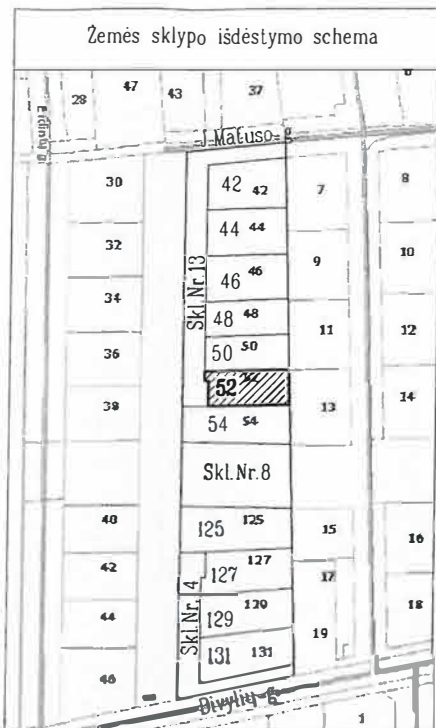 Žemės sklypo išdėstymo schema
28 47 43 37
J. Matuso g.
30 42 42 7 8
32 44 44 9 10
34 46 46
Skl.Nr.13
48 48 11 12
36 50 50
38 52 13 14
54 54
Skl.Nr.8
40 125 125 15 16
42 127 127 17
Skl.Nr. 4
44 129 129 18
46 131 131 19
Divylių g.
1